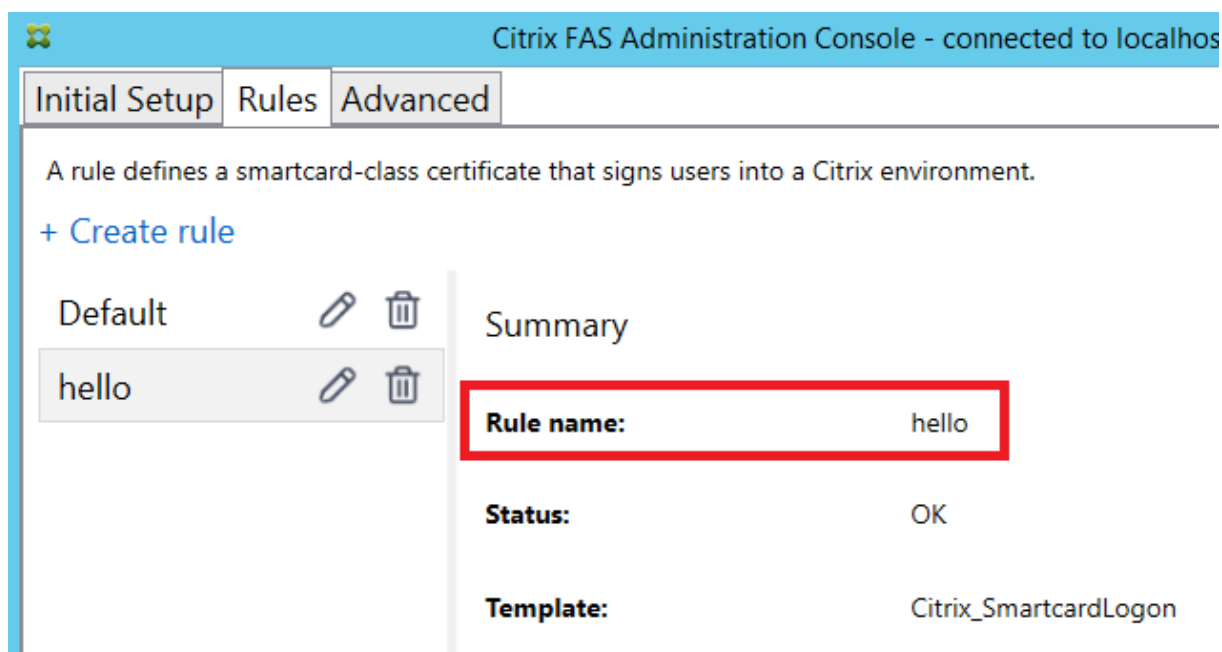 Citrix FAS Administration Console - connected to localhos
Initial Setup Rules Advanced
A rule defines a smartcard-class certificate that signs users into a Citrix environment.
+ Create rule
Default
hello
Summary
Rule name: hello
Status: OK
Template: Citrix_SmartcardLogon